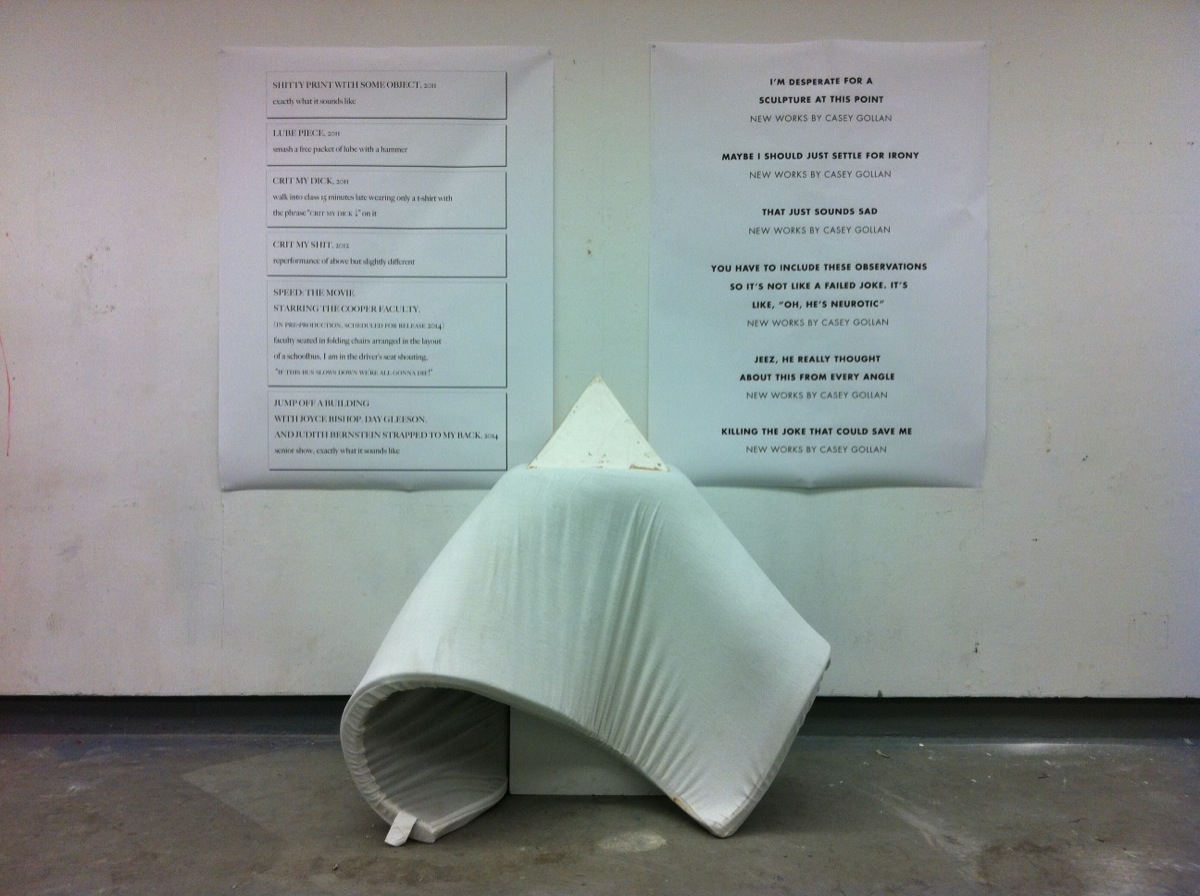 SHITTY PRINT WITH SOME OBJECT, 2011
exactly what it sounds like
LUBE PIECE, 2011
smash a free packet of lube with a hammer
CRIT MY DICK, 2011
walk into class 15 minutes late wearing only a t-shirt with
the phrase "CRIT MY DICK ↓" on it
CRIT MY SHIT, 2012
reperformance of above but slightly different
SPEED: THE MOVIE
STARRING THE COOPER FACULTY,
(IN PRE-PRODUCTION, SCHEDULED FOR RELEASE 2014)
faculty seated in folding chairs arranged in the layout
of a schoolbus. I am in the driver's seat shouting,
"IF THIS BUS SLOWS DOWN WE'RE ALL GONNA DIE!"
JUMP OFF A BUILDING
WITH JOYCE BISHOP, DAY GLEESON,
AND JUDITH BERNSTEIN STRAPPED TO MY BACK, 2014
senior show, exactly what it sounds like
I'M DESPERATE FOR A
SCULPTURE AT THIS POINT
NEW WORKS BY CASEY GOLLAN
MAYBE I SHOULD JUST SETTLE FOR IRONY
NEW WORKS BY CASEY GOLLAN
THAT JUST SOUNDS SAD
NEW WORKS BY CASEY GOLLAN
YOU HAVE TO INCLUDE THESE OBSERVATIONS
SO IT'S NOT LIKE A FAILED JOKE. IT'S
LIKE, "OH, HE'S NEUROTIC"
NEW WORKS BY CASEY GOLLAN
JEEZ, HE REALLY THOUGHT
ABOUT THIS FROM EVERY ANGLE
NEW WORKS BY CASEY GOLLAN
KILLING THE JOKE THAT COULD SAVE ME
NEW WORKS BY CASEY GOLLAN